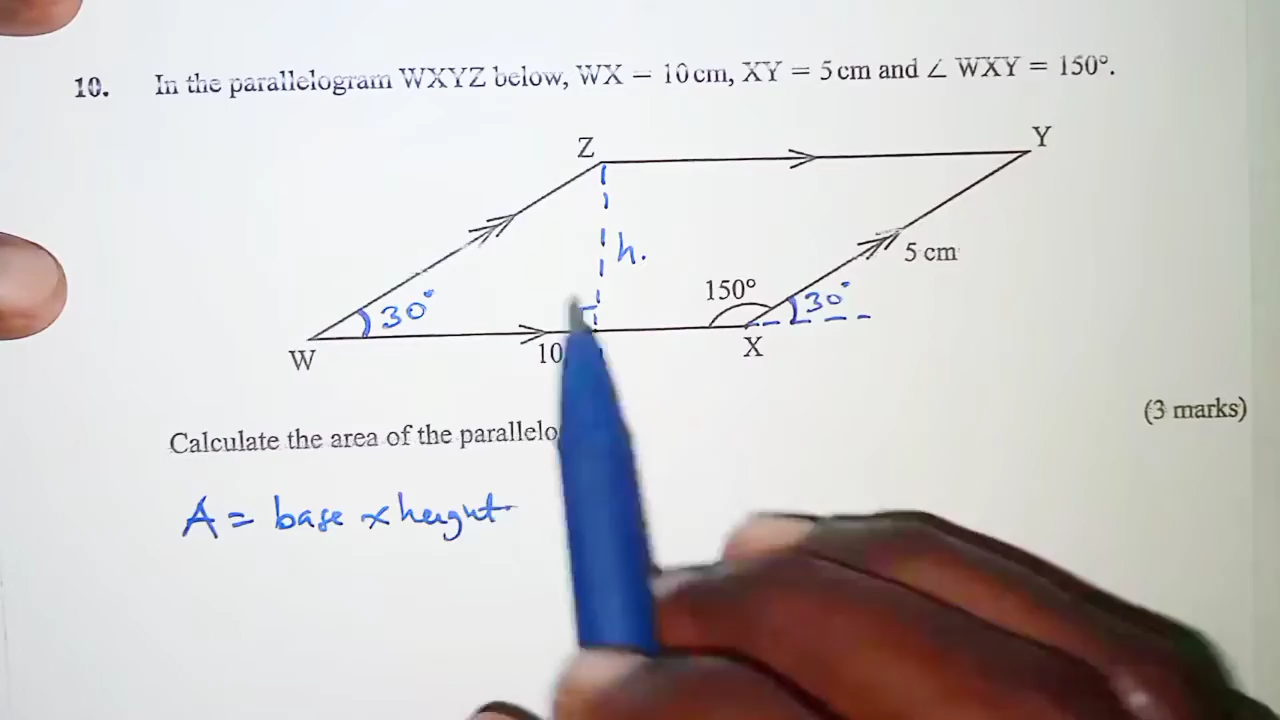 10. In the parallelogram WXYZ below, WX = 10 cm, XY = 5 cm and ∠ WXY = 150°.
Z
Y
h.
5 cm
150°
30°
30°
W
10
X
(3 marks)
Calculate the area of the
A = base x height